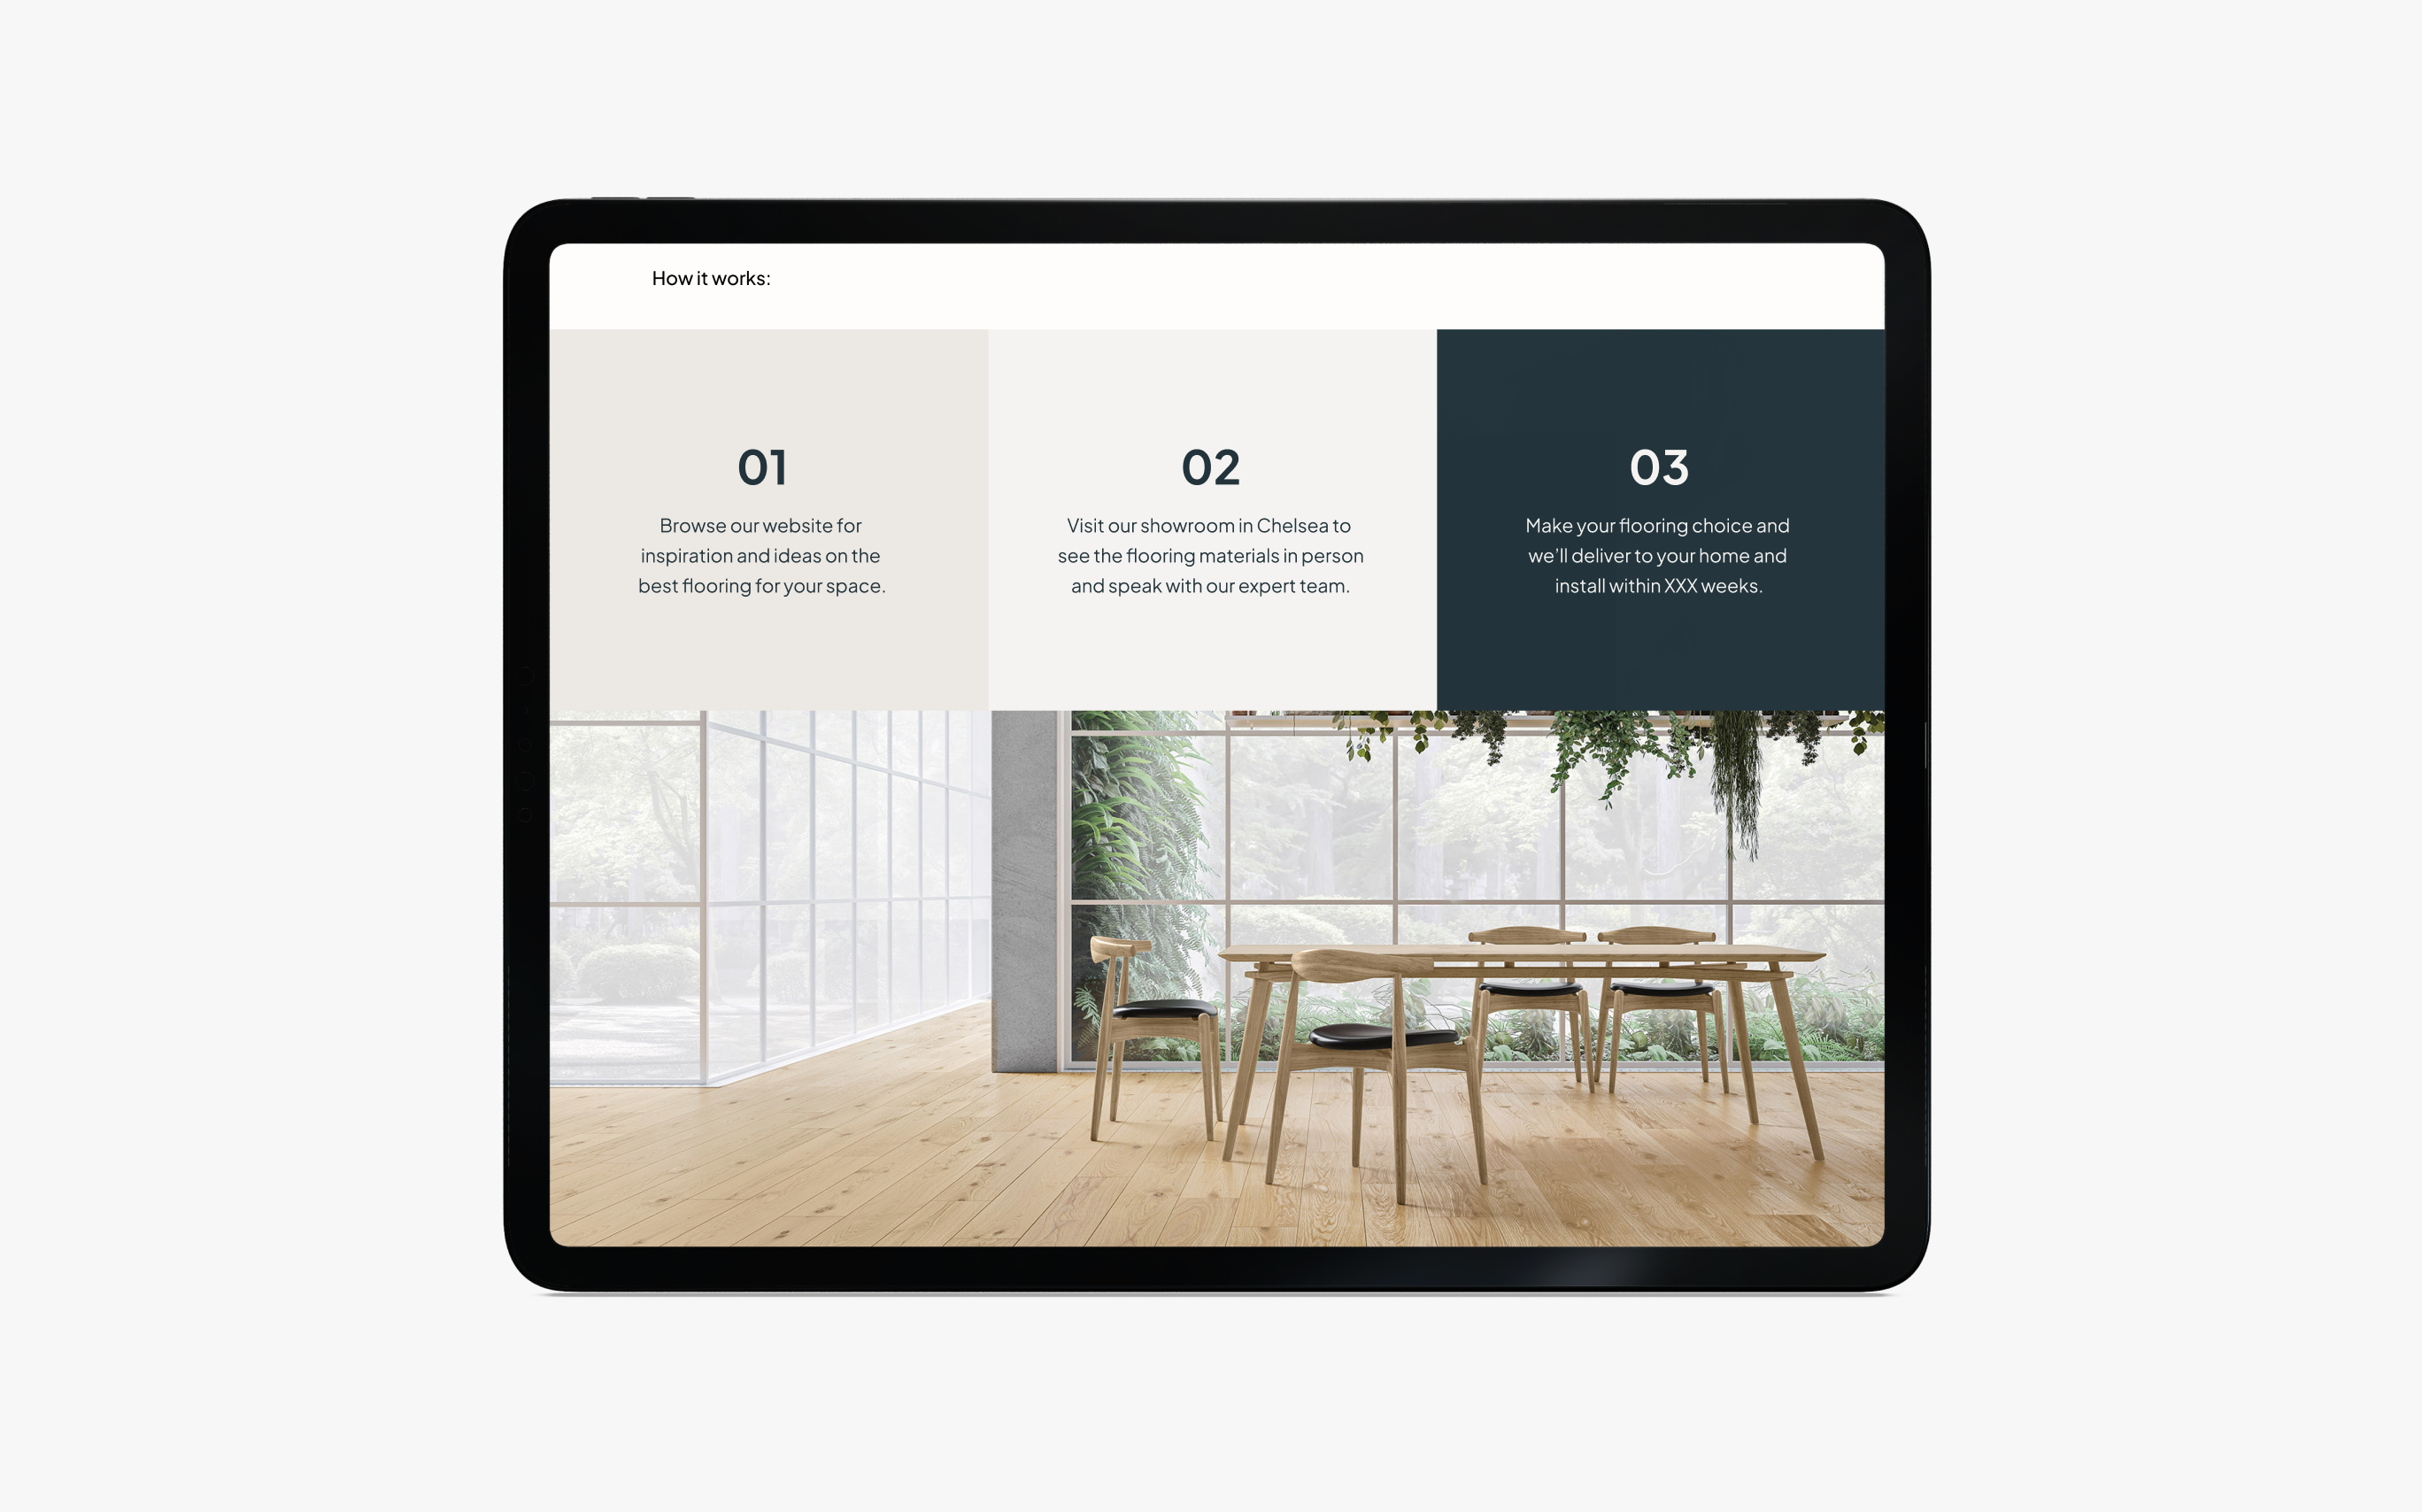 How it works:
01
Browse our website for
inspiration and ideas on the
best flooring for your space.
02
Visit our showroom in Chelsea to
see the flooring materials in person
and speak with our expert team.
03
Make your flooring choice and
we’ll deliver to your home and
install within XXX weeks.